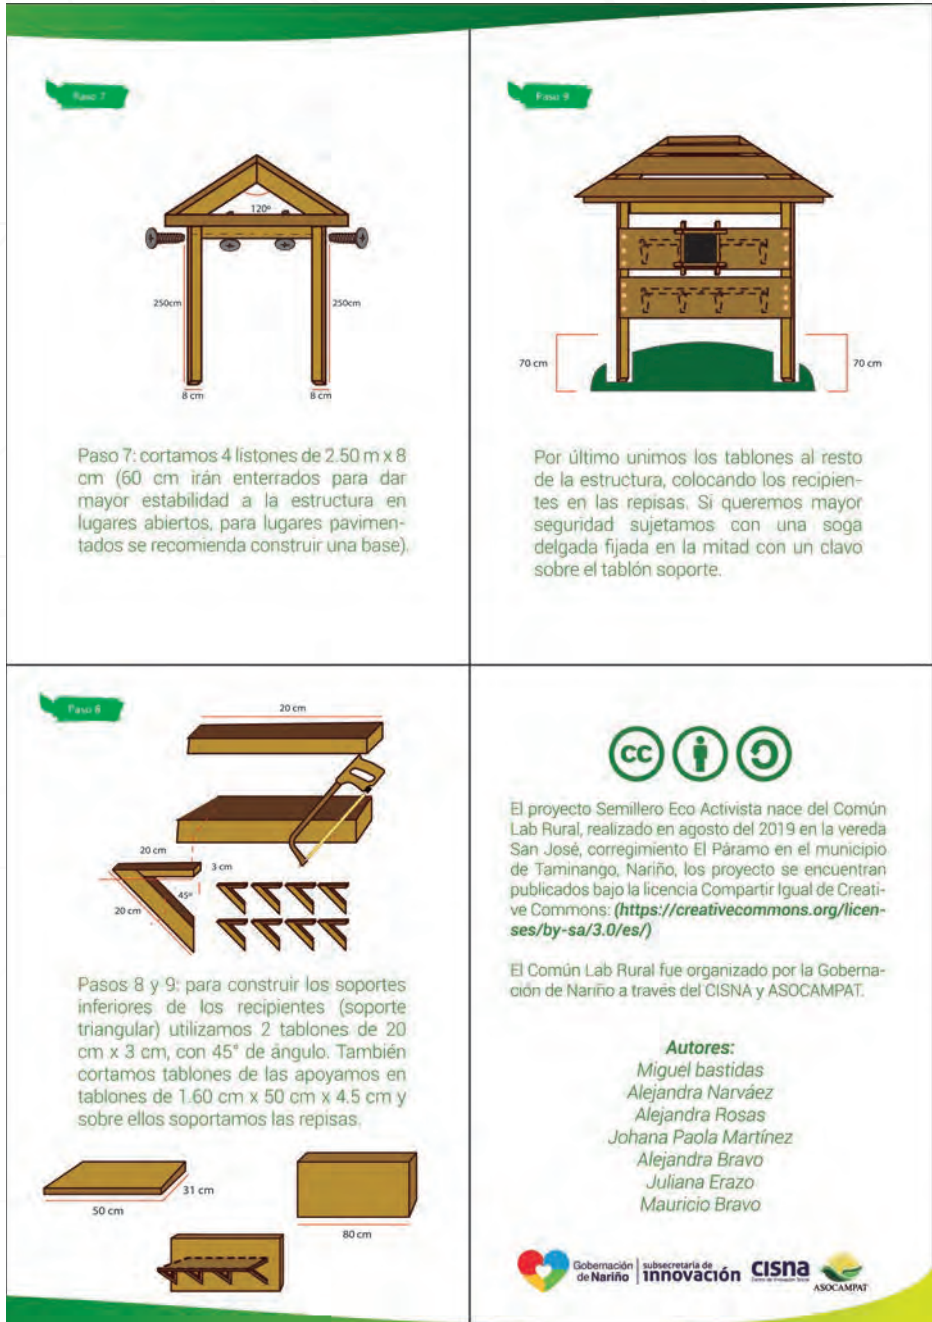 Paso 7
120º
250cm
250cm
8 cm
8 cm
Paso 7: cortamos 4 listones de 2.50 m x 8
cm (60 cm irán enterrados para dar
mayor estabilidad a la estructura en
lugares abiertos, para lugares pavimen-
tados se recomienda construir una base).
Paso 9
70 cm
70 cm
Por último unimos los tablones al resto
de la estructura, colocando los recipien-
tes en las repisas. Si queremos mayor
seguridad sujetamos con una soga
delgada fijada en la mitad con un clavo
sobre el tablón soporte.
Paso 8
20 cm
20 cm
3 cm
45º
20 cm
Pasos 8 y 9: para construir los soportes
inferiores de los recipientes (soporte
triangular) utilizamos 2 tablones de 20
cm x 3 cm, con 45° de ángulo. También
cortamos tablones de las apoyamos en
tablones de 1.60 cm x 50 cm x 4.5 cm y
sobre ellos soportamos las repisas.
31 cm
50 cm
80 cm
cc
El proyecto Semillero Eco Activista nace del Común
Lab Rural, realizado en agosto del 2019 en la vereda
San José, corregimiento El Páramo en el municipio
de Taminango, Nariño, los proyecto se encuentran
publicados bajo la licencia Compartir Igual de Creati-
ve Commons: (https://creativecommons.org/licen-
ses/by-sa/3.0/es/)
El Común Lab Rural fue organizado por la Goberna-
ción de Nariño a través del CISNA y ASOCAMPAT.
Autores:
Miguel bastidas
Alejandra Narváez
Alejandra Rosas
Johana Paola Martínez
Alejandra Bravo
Juliana Erazo
Mauricio Bravo
Gobernación
de Nariño
subsecretaria de
innovación
cisna
Centro de Innovación Social
ASOCAMPAT